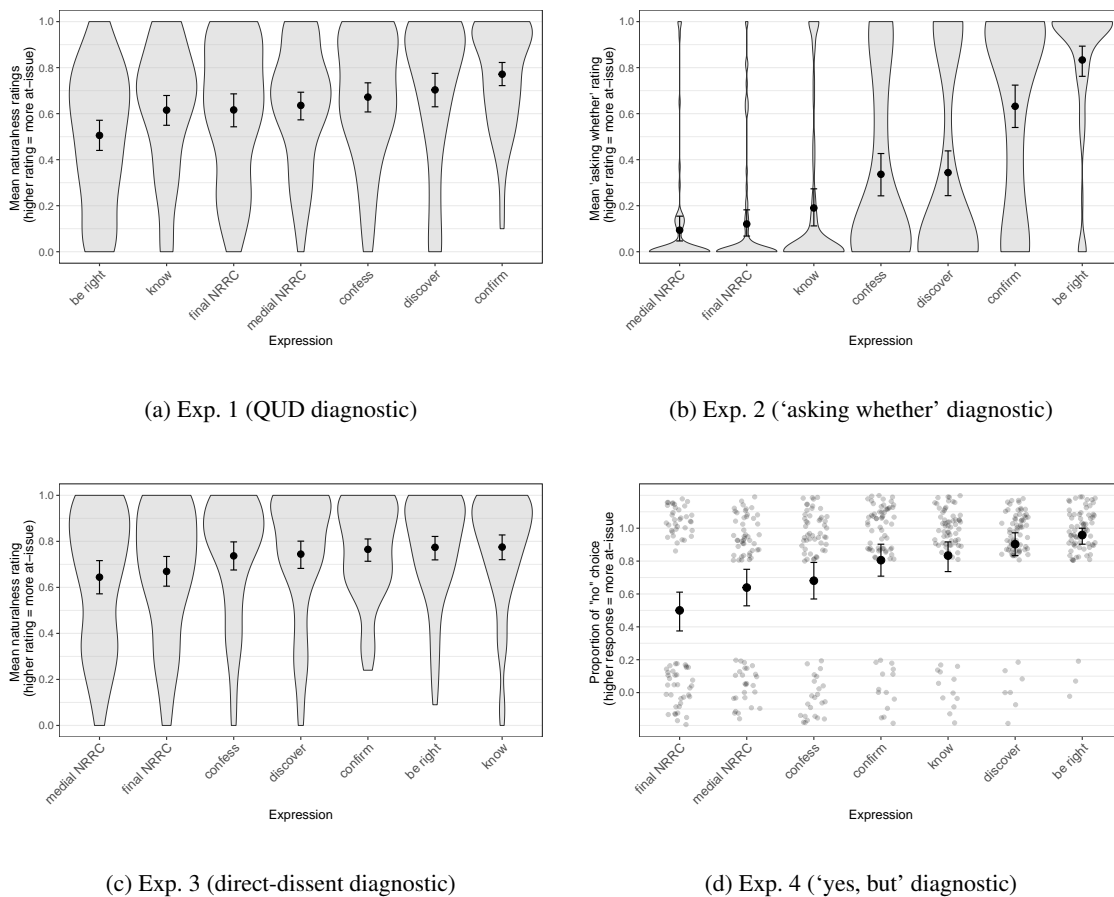 Mean naturalness ratings
(higher rating = more at−issue)
1.0
0.8
0.6
0.4
0.2
0.0
be right
know
final NRRC
medial NRRC
confess
discover
confirm
Expression
(a) Exp. 1 (QUD diagnostic)
Mean 'asking whether' rating
(higher rating = more at−issue)
1.0
0.8
0.6
0.4
0.2
0.0
medial NRRC
final NRRC
know
confess
discover
confirm
be right
Expression
(b) Exp. 2 (‘asking whether’ diagnostic)
Mean naturalness rating
(higher rating = more at−issue)
1.0
0.8
0.6
0.4
0.2
0.0
medial NRRC
final NRRC
confess
discover
confirm
be right
know
Expression
(c) Exp. 3 (direct-dissent diagnostic)
Proportion of "no" choice
(higher response = more at−issue)
1.0
0.8
0.6
0.4
0.2
0.0
final NRRC
medial NRRC
confess
confirm
know
discover
be right
Expression
(d) Exp. 4 (‘yes, but’ diagnostic)